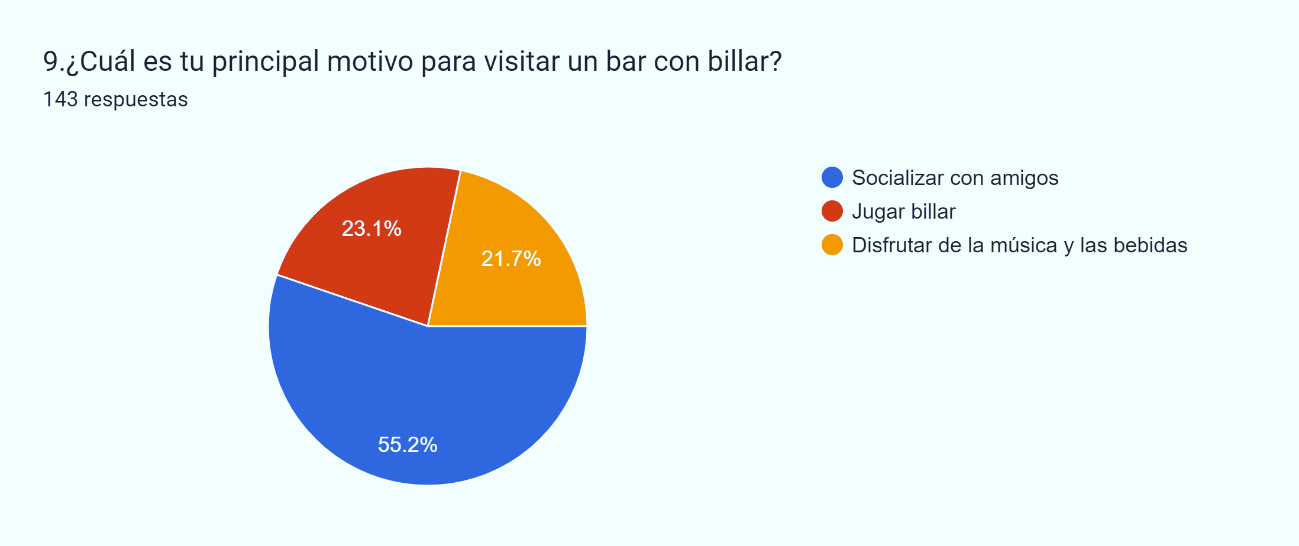 9.¿Cuál es tu principal motivo para visitar un bar con billar?
143 respuestas
Socializar con amigos
Jugar billar
Disfrutar de la música y las bebidas
23.1%
21.7%
55.2%